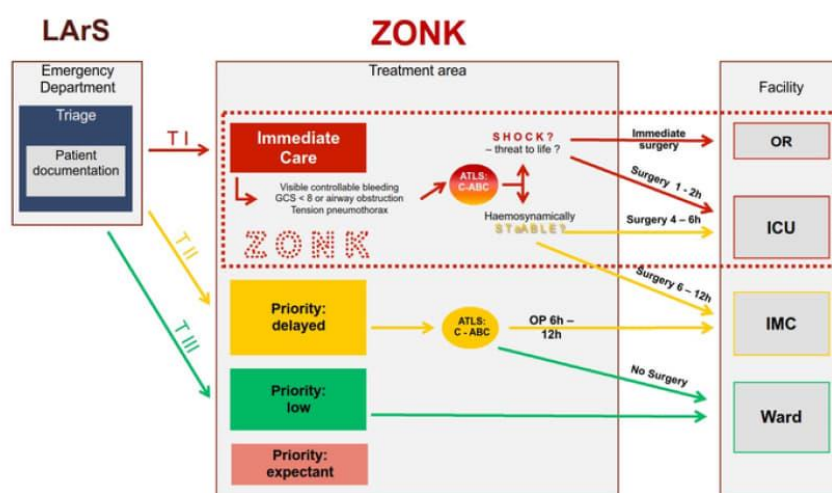 LArS
ZONK
Emergency
Department
Triage
Patient
documentation
T I
T II
T III
Treatment area
Immediate
Care
Visible controllable bleeding
GCS < 8 or airway obstruction
Tension pneumothorax
ZONK
ATLS:
C-ABC
SHOCK?
– threat to life ?
Haemosynamically
STaABLE?
Priority:
delayed
ATLS:
C - ABC
OP 6h –
12h
Priority:
low
Priority:
expectant
Immediate
surgery
Surgery 1 - 2h
Surgery 4 – 6h
Surgery 6 – 12h
No Surgery
Facility
OR
ICU
IMC
Ward